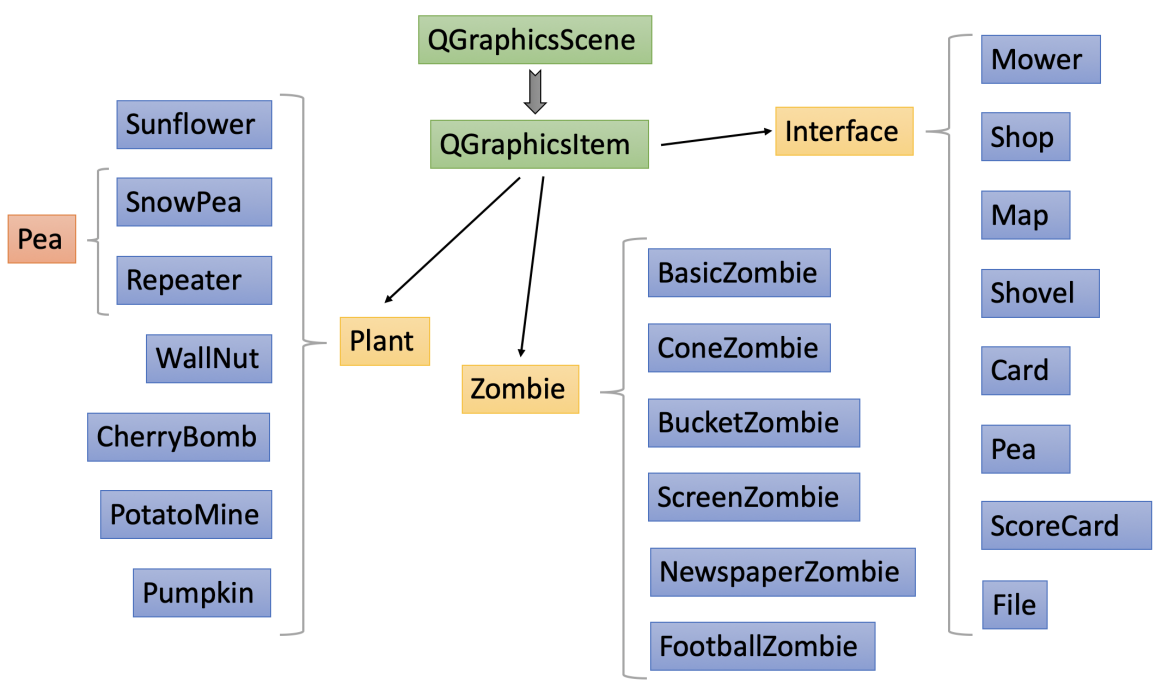 QGraphicsScene
QGraphicsItem
Interface
Plant
Zombie
Sunflower
SnowPea
Repeater
Pea
WallNut
CherryBomb
PotatoMine
Pumpkin
BasicZombie
ConeZombie
BucketZombie
ScreenZombie
NewspaperZombie
FootballZombie
Mower
Shop
Map
Shovel
Card
Pea
ScoreCard
File